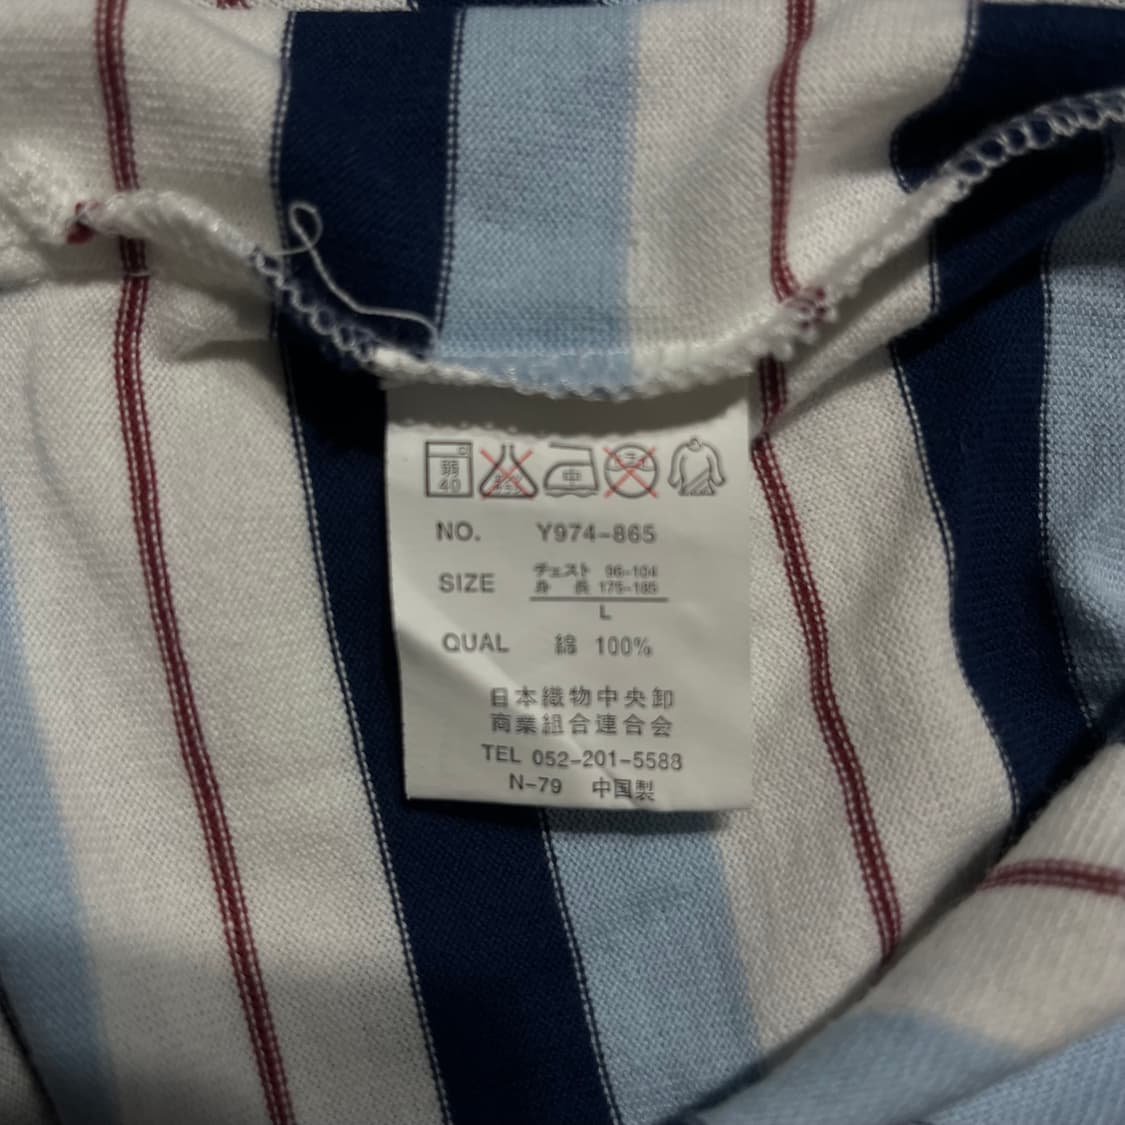 弱
40
中
NO. Y974-865
SIZE チェスト 96-104
身長 175-185
L
QUAL 綿 100%
日本織物中央卸
商業組合連合会
TEL 052-201-5588
N-79 中国製